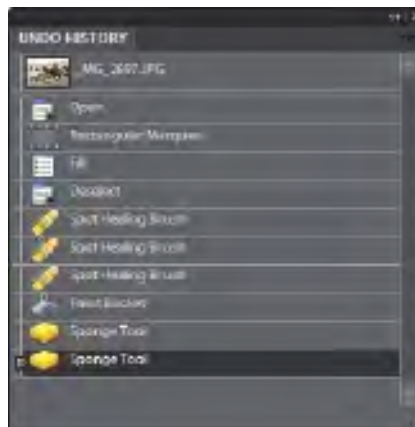 UNDO HISTORY
_MG_2697.JPG
Open
Rectangular Marquee
Fill
Deselect
Spot Healing Brush
Spot Healing Brush
Spot Healing Brush
Paint Bucket
Sponge Tool
Sponge Tool